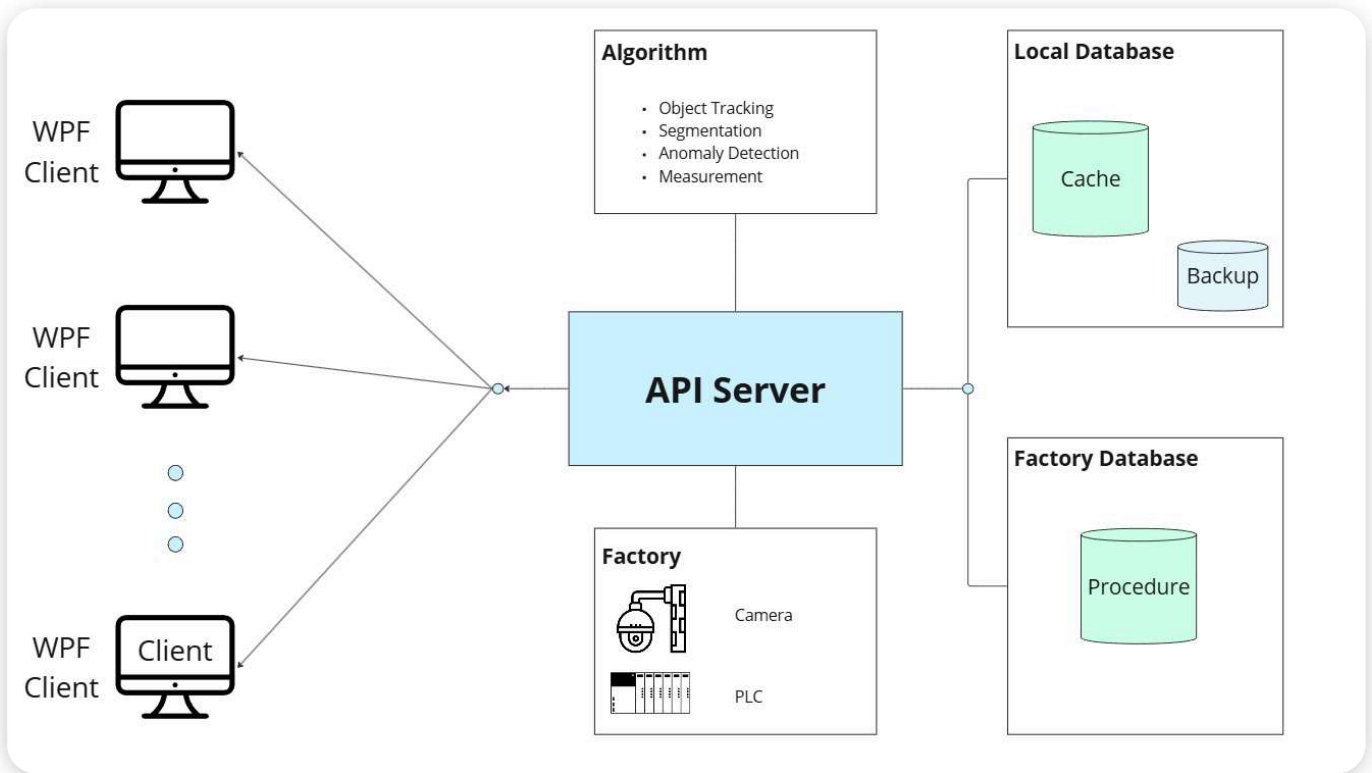 WPF
Client
WPF
Client
WPF
Client
Client
Algorithm
• Object Tracking
• Segmentation
• Anomaly Detection
• Measurement
API Server
Factory
Camera
PLC
Local Database
Cache
Backup
Factory Database
Procedure